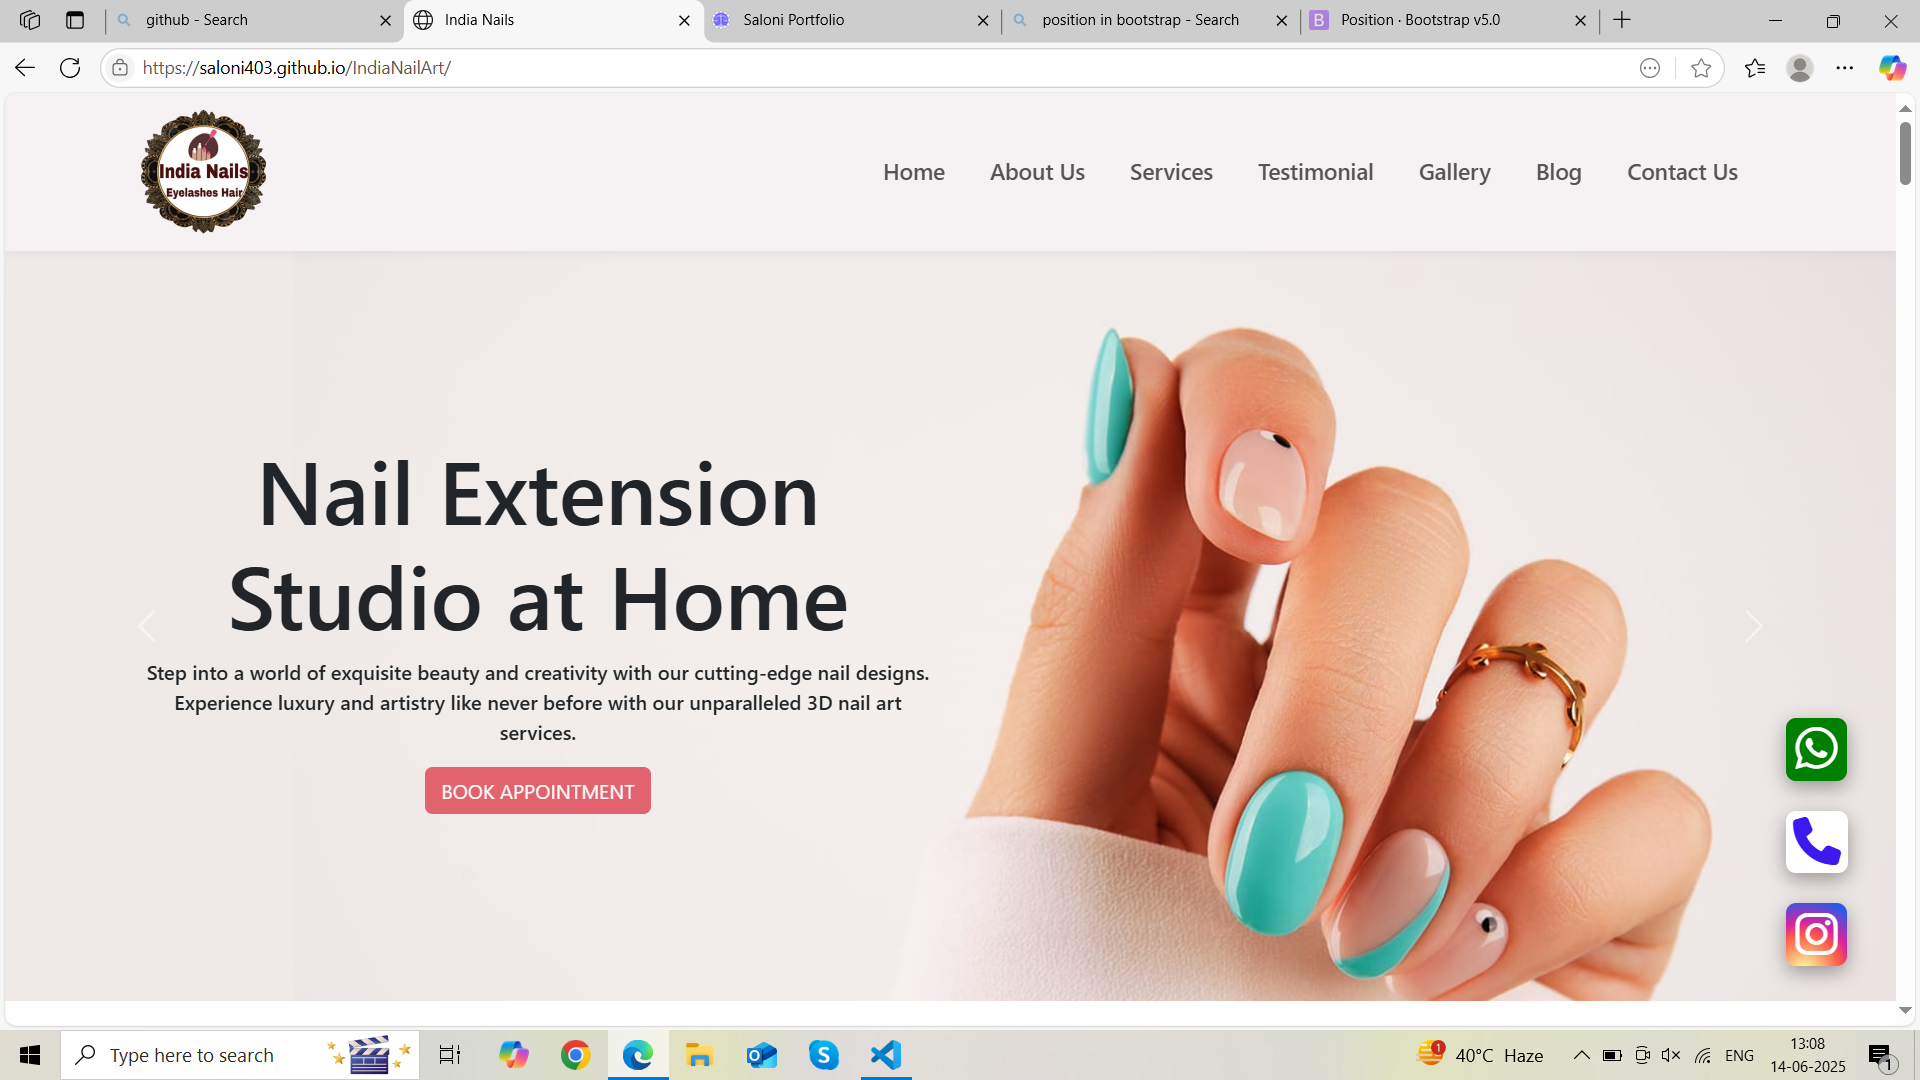 github - Search
India Nails
Saloni Portfolio
position in bootstrap - Search
B
Position · Bootstrap v5.0
https://saloni403.github.io/IndianNailArt/
India Nails
Eyelashes Hair
Home
About Us
Services
Testimonial
Gallery
Blog
Contact Us
Nail Extension
Studio at Home
Step into a world of exquisite beauty and creativity with our cutting-edge nail designs.
Experience luxury and artistry like never before with our unparalleled 3D nail art
services.
BOOK APPOINTMENT
Type here to search
1
40°C Haze
ENG
13:08
14-06-2025
1